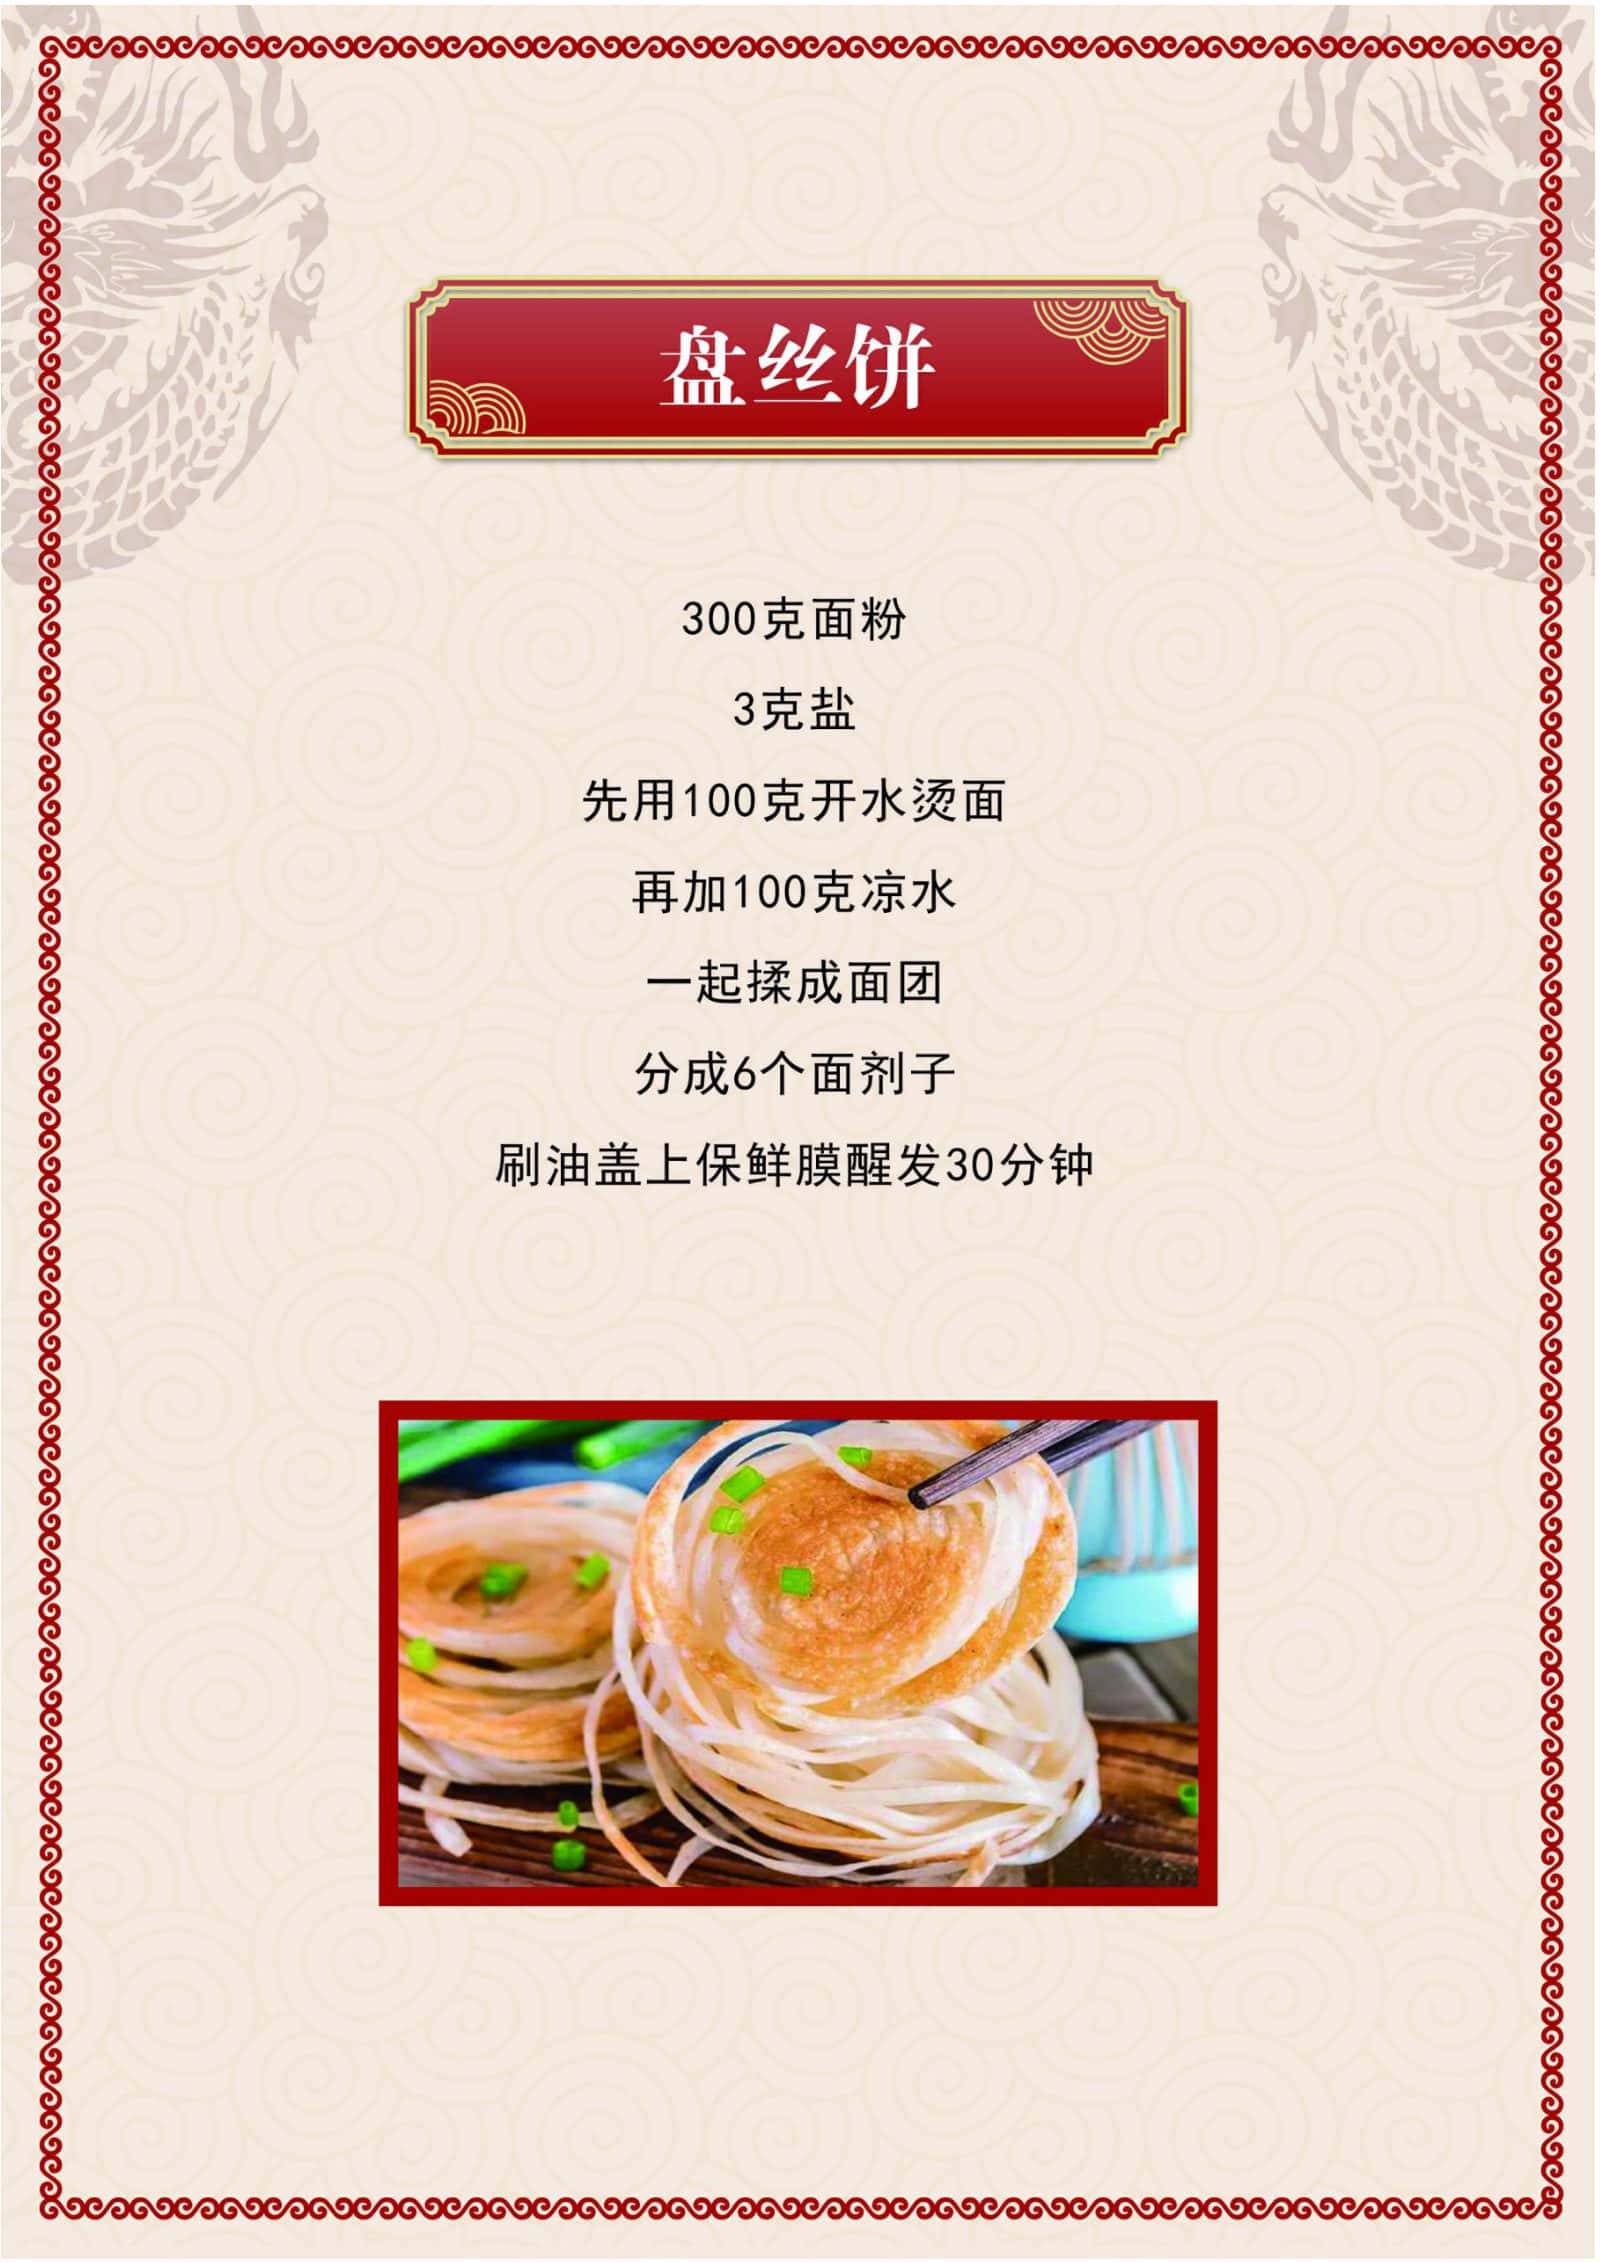 盘丝饼
300克面粉
3克盐
先用100克开水烫面
再加100克凉水
一起揉成面团
分成6个面剂子
刷油盖上保鲜膜醒发30分钟